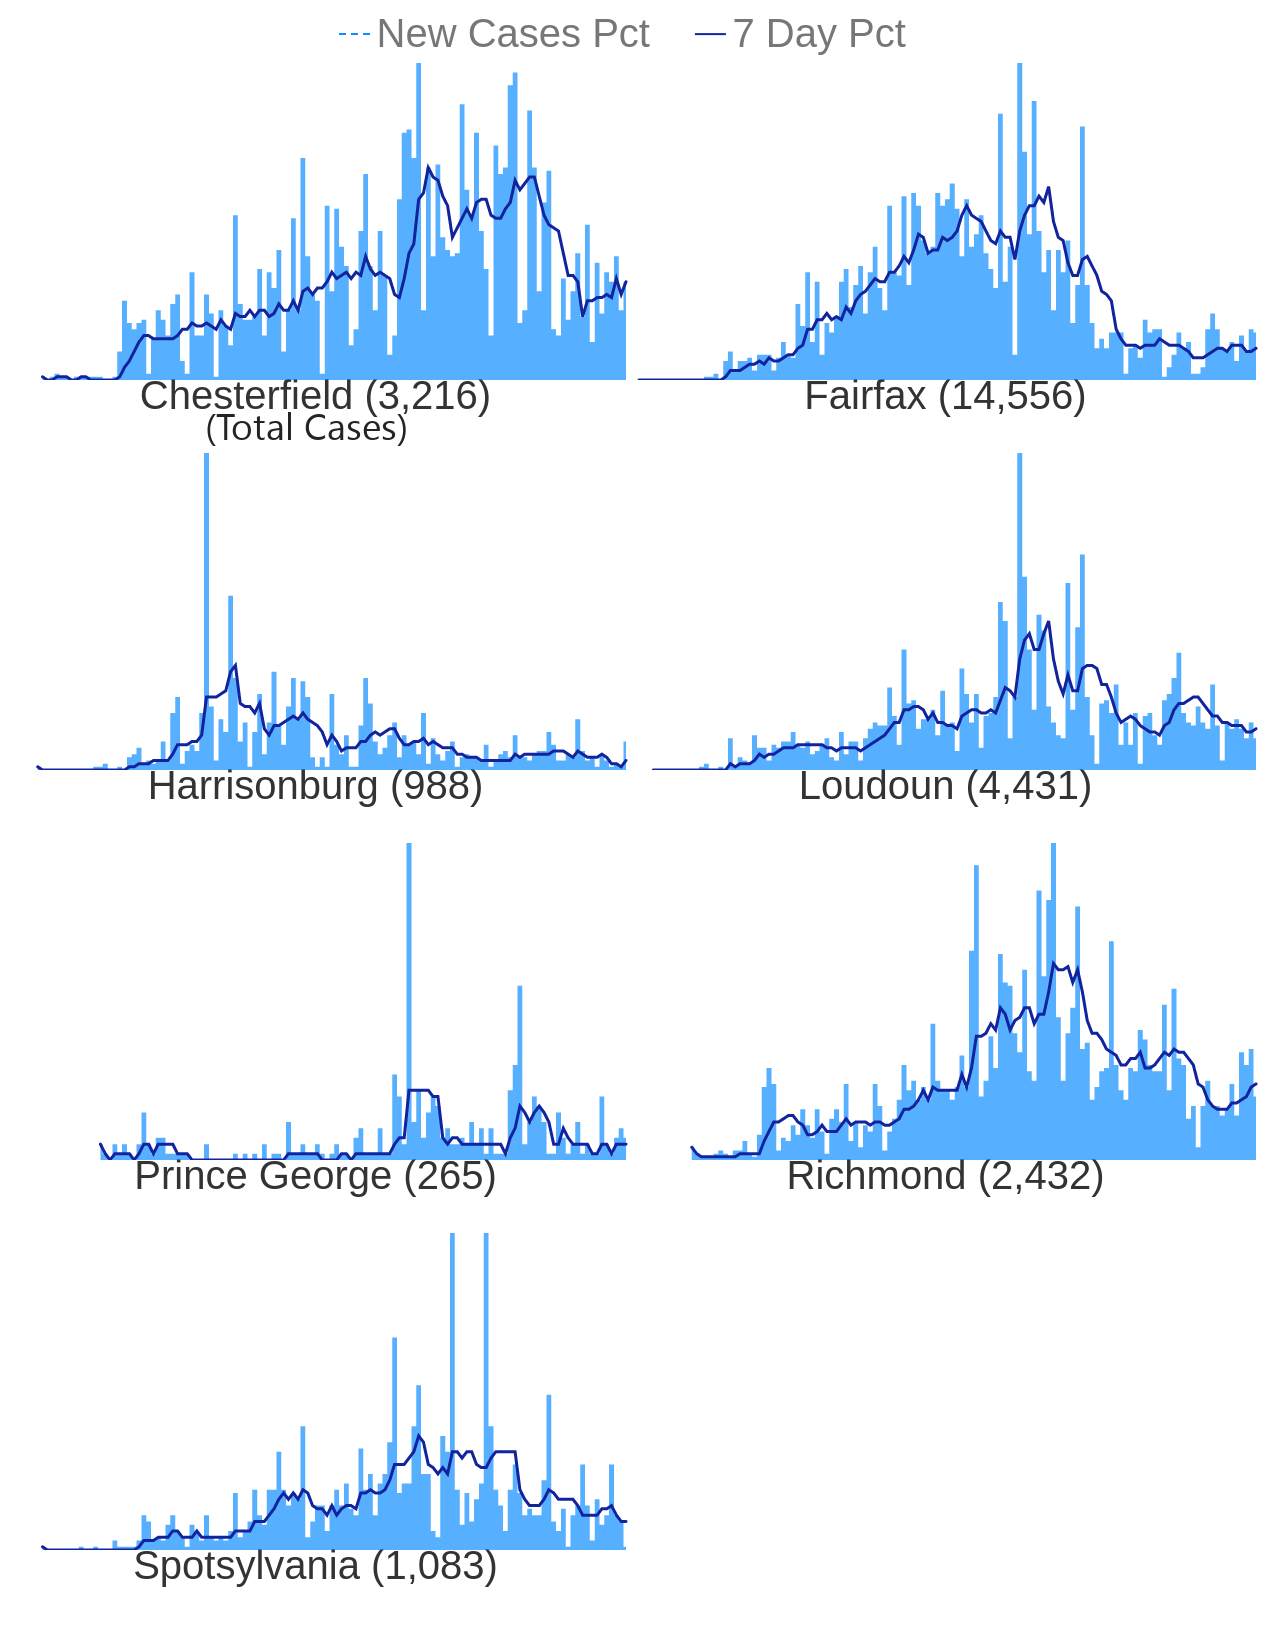 New Cases Pct 7 Day Pct
Chesterfield (3,216) Fairfax (14,556)
(Total Cases)
Harrisonburg (988) Loudoun (4,431)
Prince George (265) Richmond (2,432)
Spotsylvania (1,083)